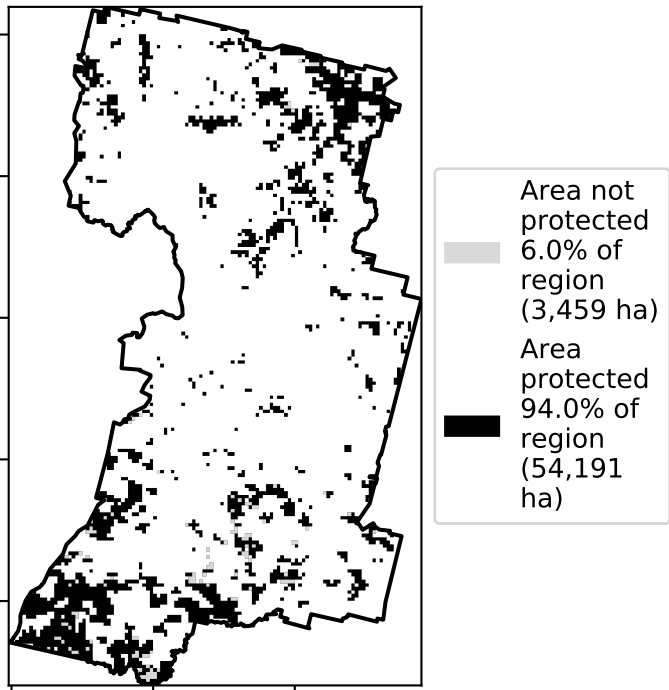 Area not
protected
6.0% of
region
(3,459 ha)
Area
protected
94.0% of
region
(54,191
ha)